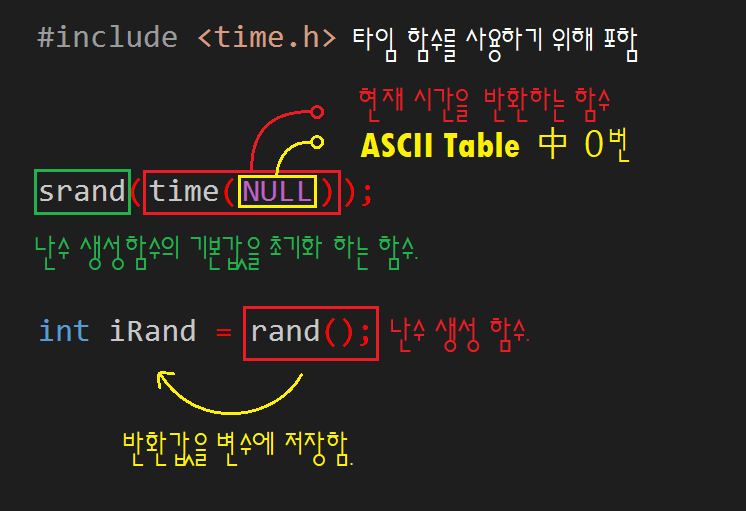 #include <time.h> 타임 함수를 사용하기 위해 포함
현재 시간을 반환하는 함수
ASCII Table 中 0번
srand(time(NULL));
난수 생성함수의 기본값을 초기화 하는 함수.
int iRand = rand(); 난수 생성 함수.
반환값을 변수에 저장함.